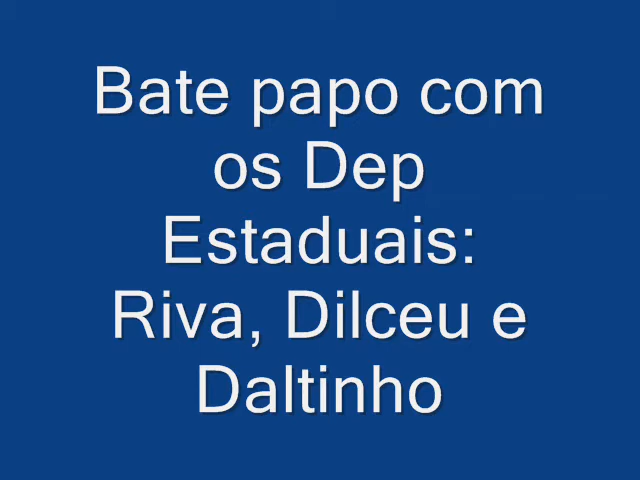 Bate papo com
os Dep
Estaduais:
Riva, Dilceu e
Daltinho